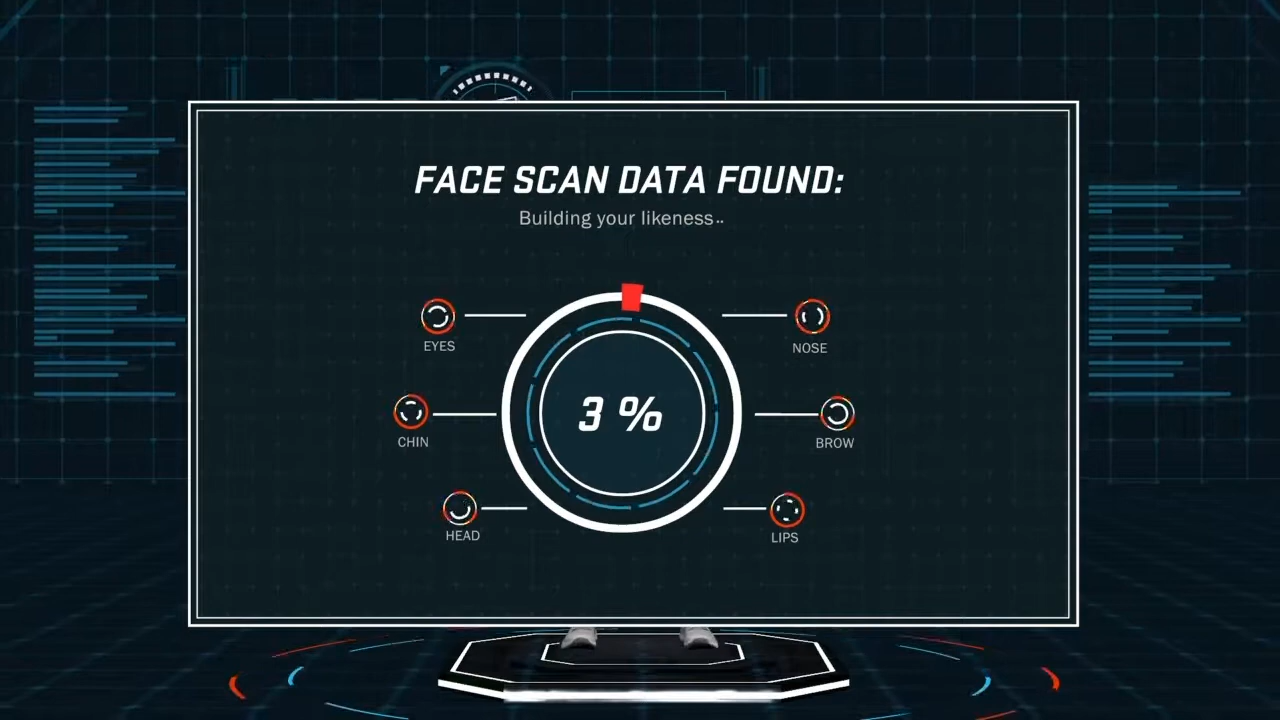 FACE SCAN DATA FOUND:
Building your likeness..
EYES
NOSE
3 %
CHIN
BROW
HEAD
LIPS